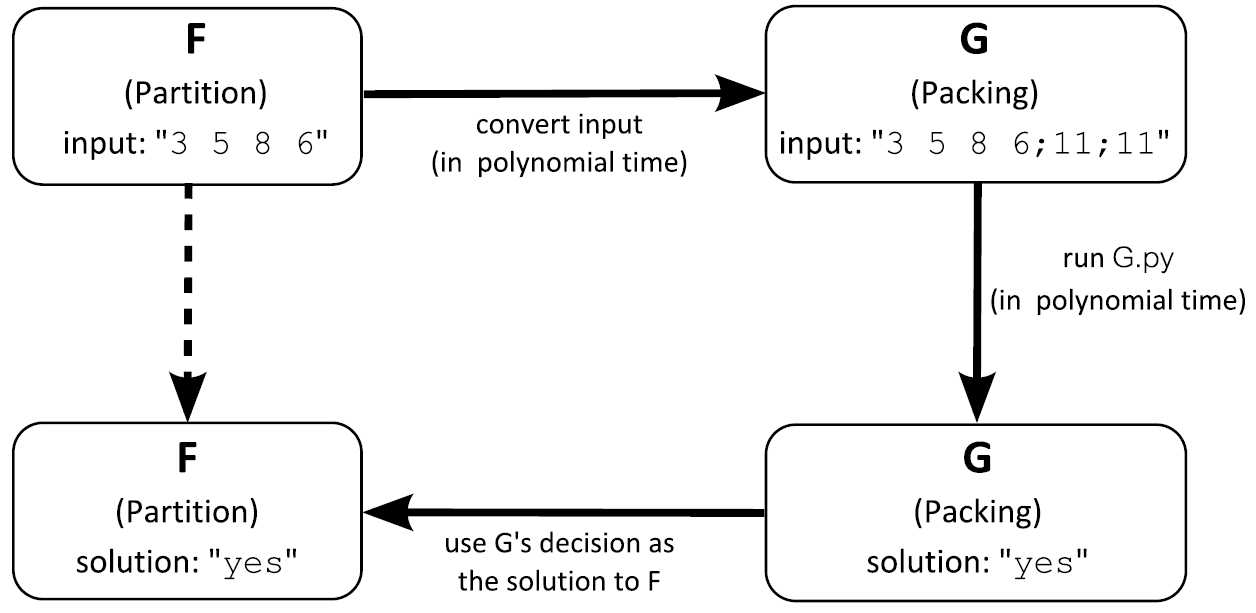 F
(Partition)
input: "3 5 8 6"
convert input
(in polynomial time)
G
(Packing)
input: "3 5 8 6;11;11"
run G.py
(in polynomial time)
F
(Partition)
solution: "yes"
use G's decision as
the solution to F
G
(Packing)
solution: "yes"